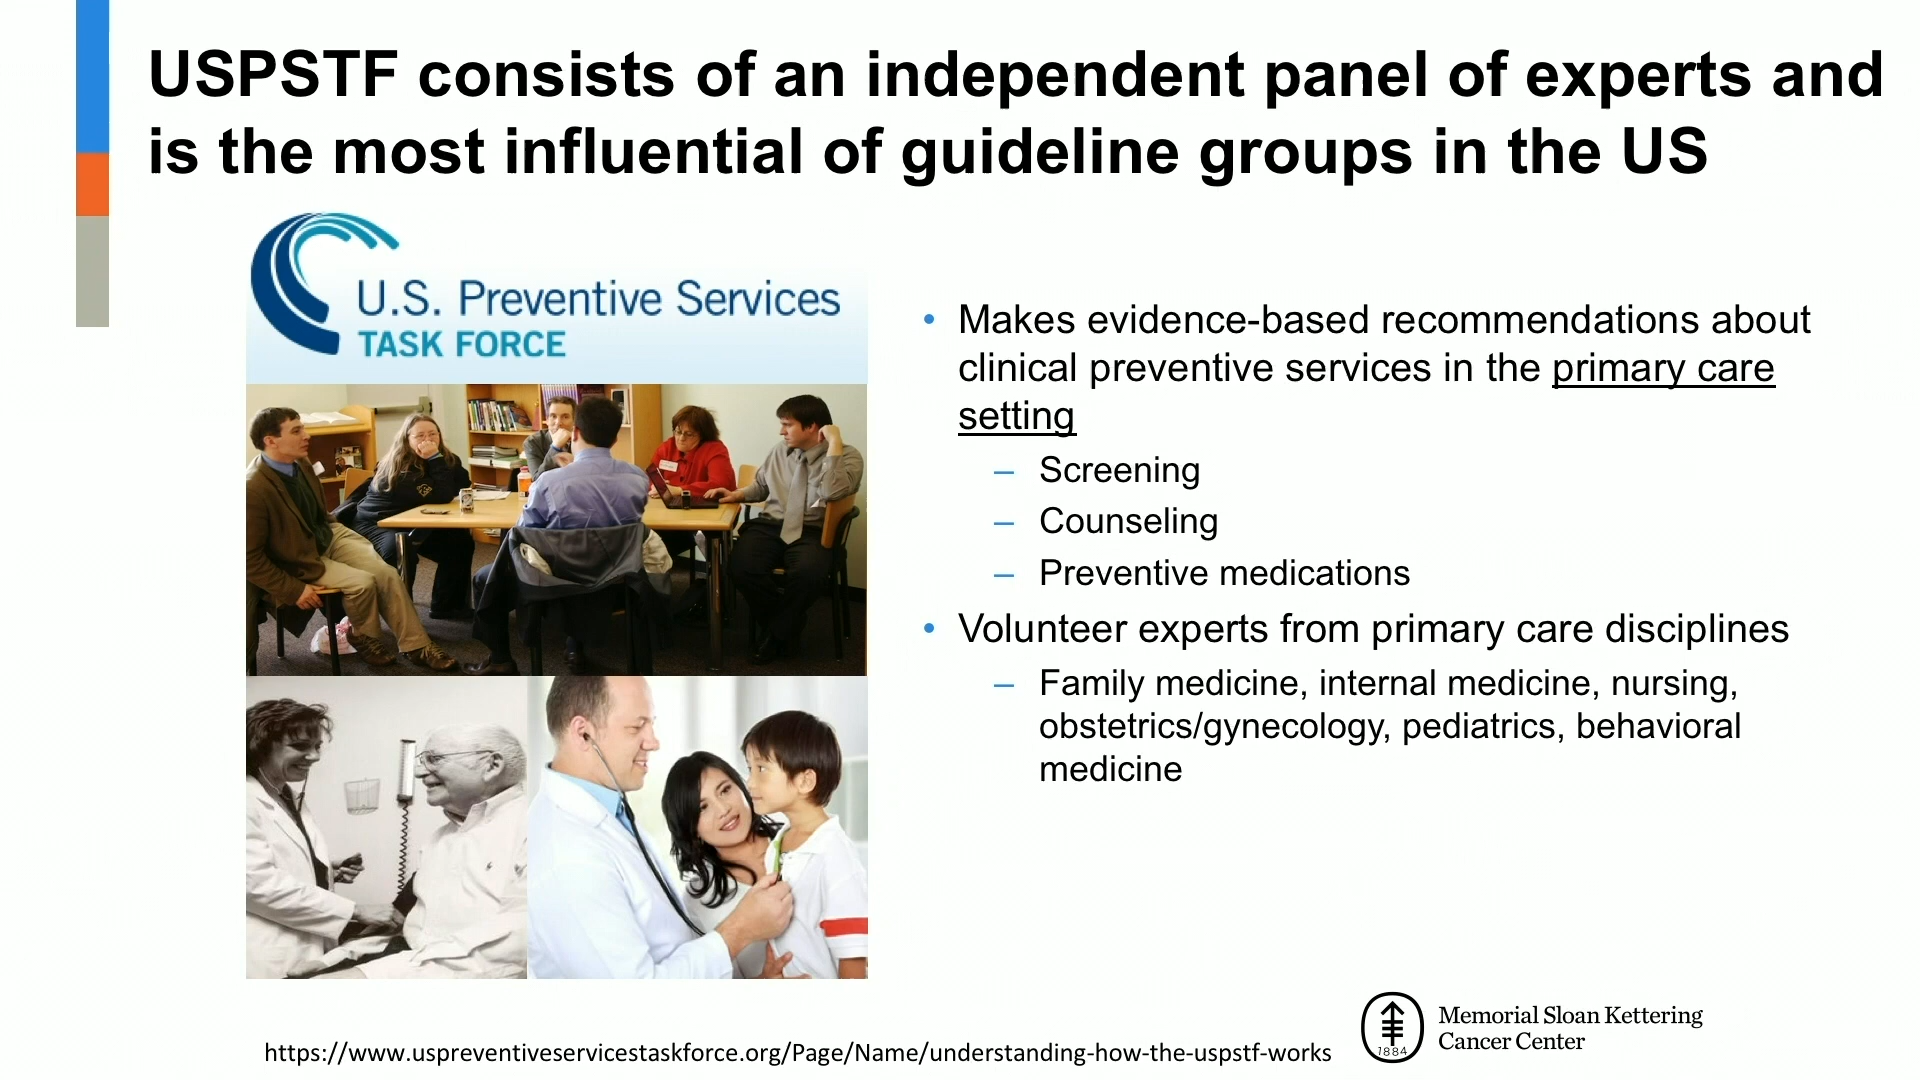 USPSTF consists of an independent panel of experts and
is the most influential of guideline groups in the US
U.S. Preventive Services
TASK FORCE
• Makes evidence-based recommendations about
clinical preventive services in the primary care
setting
– Screening
– Counseling
– Preventive medications
• Volunteer experts from primary care disciplines
– Family medicine, internal medicine, nursing,
obstetrics/gynecology, pediatrics, behavioral
medicine
https://www.uspreventiveservicestaskforce.org/Page/Name/understanding-how-the-uspstf-works
1884
Memorial Sloan Kettering
Cancer Center